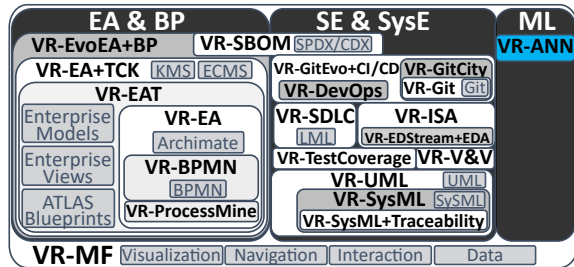 EA & BP
SE & SysE
ML
VR-EvoEA+BP
VR-SBOM
SPDX/CDX
VR-ANN
VR-EA+TCK
KMS
ECMS
VR-GitEvo+CI/CD
VR-GitCity
VR-EAT
VR-DevOps
VR-Git
Git
Enterprise
Models
VR-EA
Archimate
VR-SDLC
LML
VR-ISA
VR-EDStream+EDA
Enterprise
Views
VR-BPMN
BPMN
VR-TestCoverage
VR-V&V
VR-UML
UML
ATLAS
Blueprints
VR-ProcessMine
VR-SysML
SySML
VR-SysML+Traceability
VR-MF
Visualization
Navigation
Interaction
Data